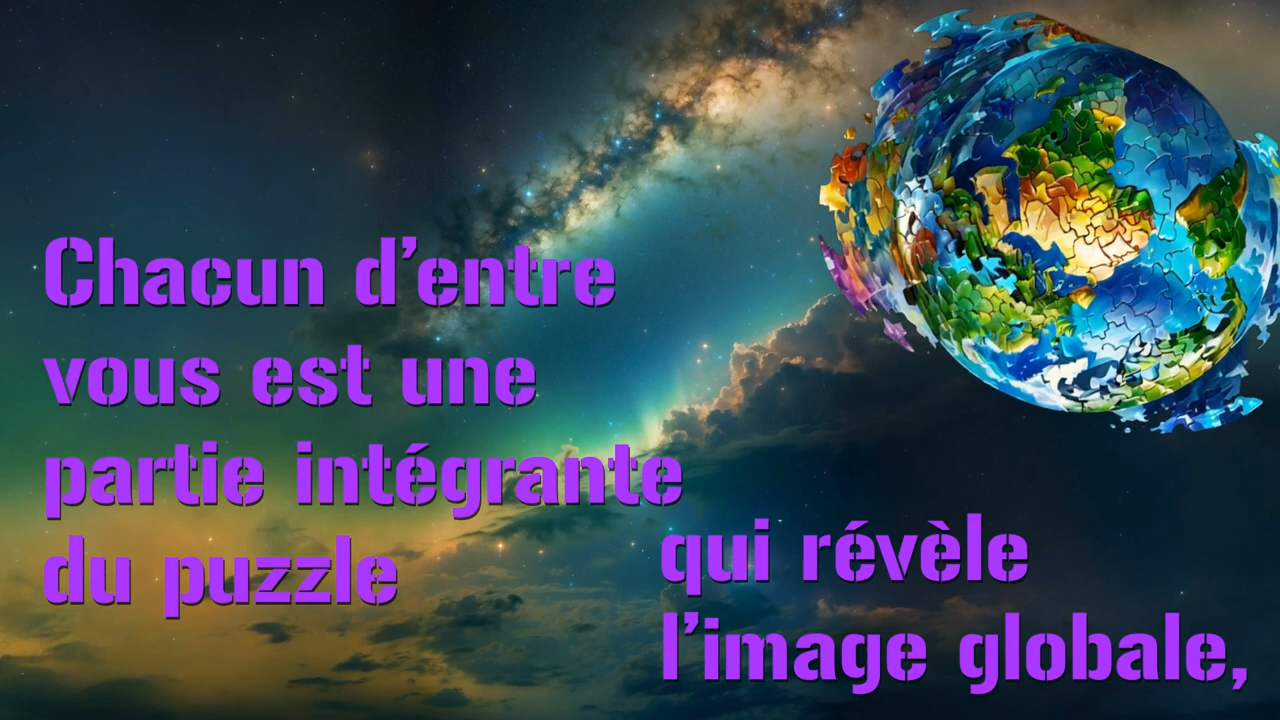 Chacun d’entre
vous est une
partie intégrante
du puzzle
qui révèle
l’image globale,